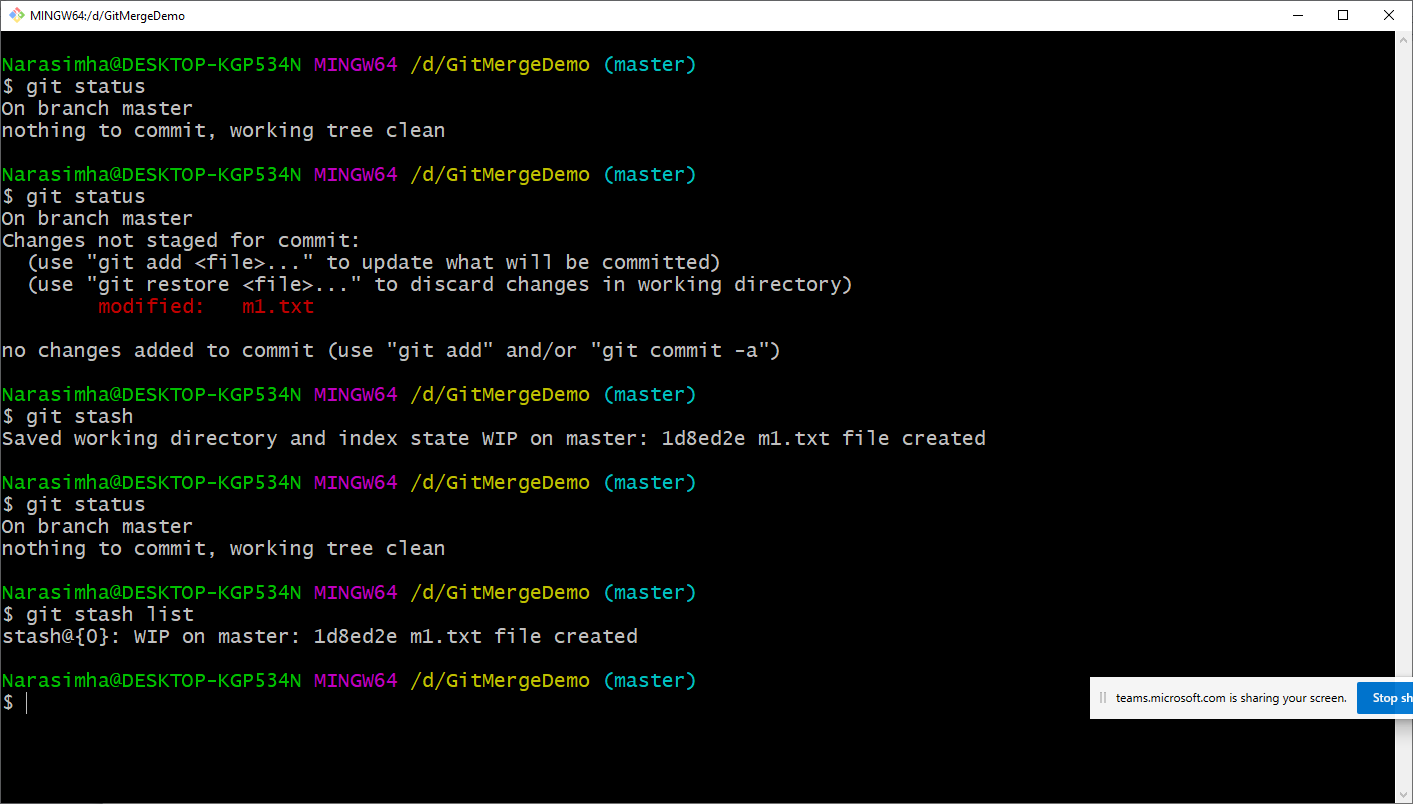 MINGW64:/d/GitMergeDemo
Narasimha@DESKTOP-KGP534N MINGW64 /d/GitMergeDemo (master)
$ git status
On branch master
nothing to commit, working tree clean
Narasimha@DESKTOP-KGP534N MINGW64 /d/GitMergeDemo (master)
$ git status
On branch master
Changes not staged for commit:
  (use "git add <file>..." to update what will be committed)
  (use "git restore <file>..." to discard changes in working directory)
        modified:   m1.txt
no changes added to commit (use "git add" and/or "git commit -a")
Narasimha@DESKTOP-KGP534N MINGW64 /d/GitMergeDemo (master)
$ git stash
Saved working directory and index state WIP on master: 1d8ed2e m1.txt file created
Narasimha@DESKTOP-KGP534N MINGW64 /d/GitMergeDemo (master)
$ git status
On branch master
nothing to commit, working tree clean
Narasimha@DESKTOP-KGP534N MINGW64 /d/GitMergeDemo (master)
$ git stash list
stash@{0}: WIP on master: 1d8ed2e m1.txt file created
Narasimha@DESKTOP-KGP534N MINGW64 /d/GitMergeDemo (master)
$
teams.microsoft.com is sharing your screen.
Stop sh